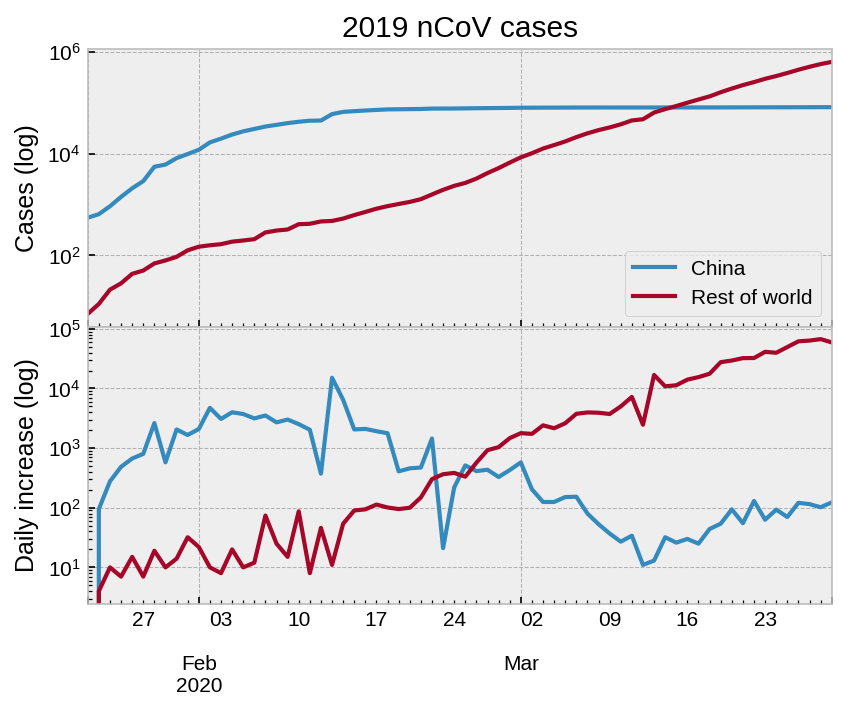 2019 nCoV cases
10⁶
10⁴
10²
Cases (log)
China
Rest of world
10⁵
10⁴
10³
10²
10¹
Daily increase (log)
27 03 10 17 24 02 09 16 23
Feb Mar
2020